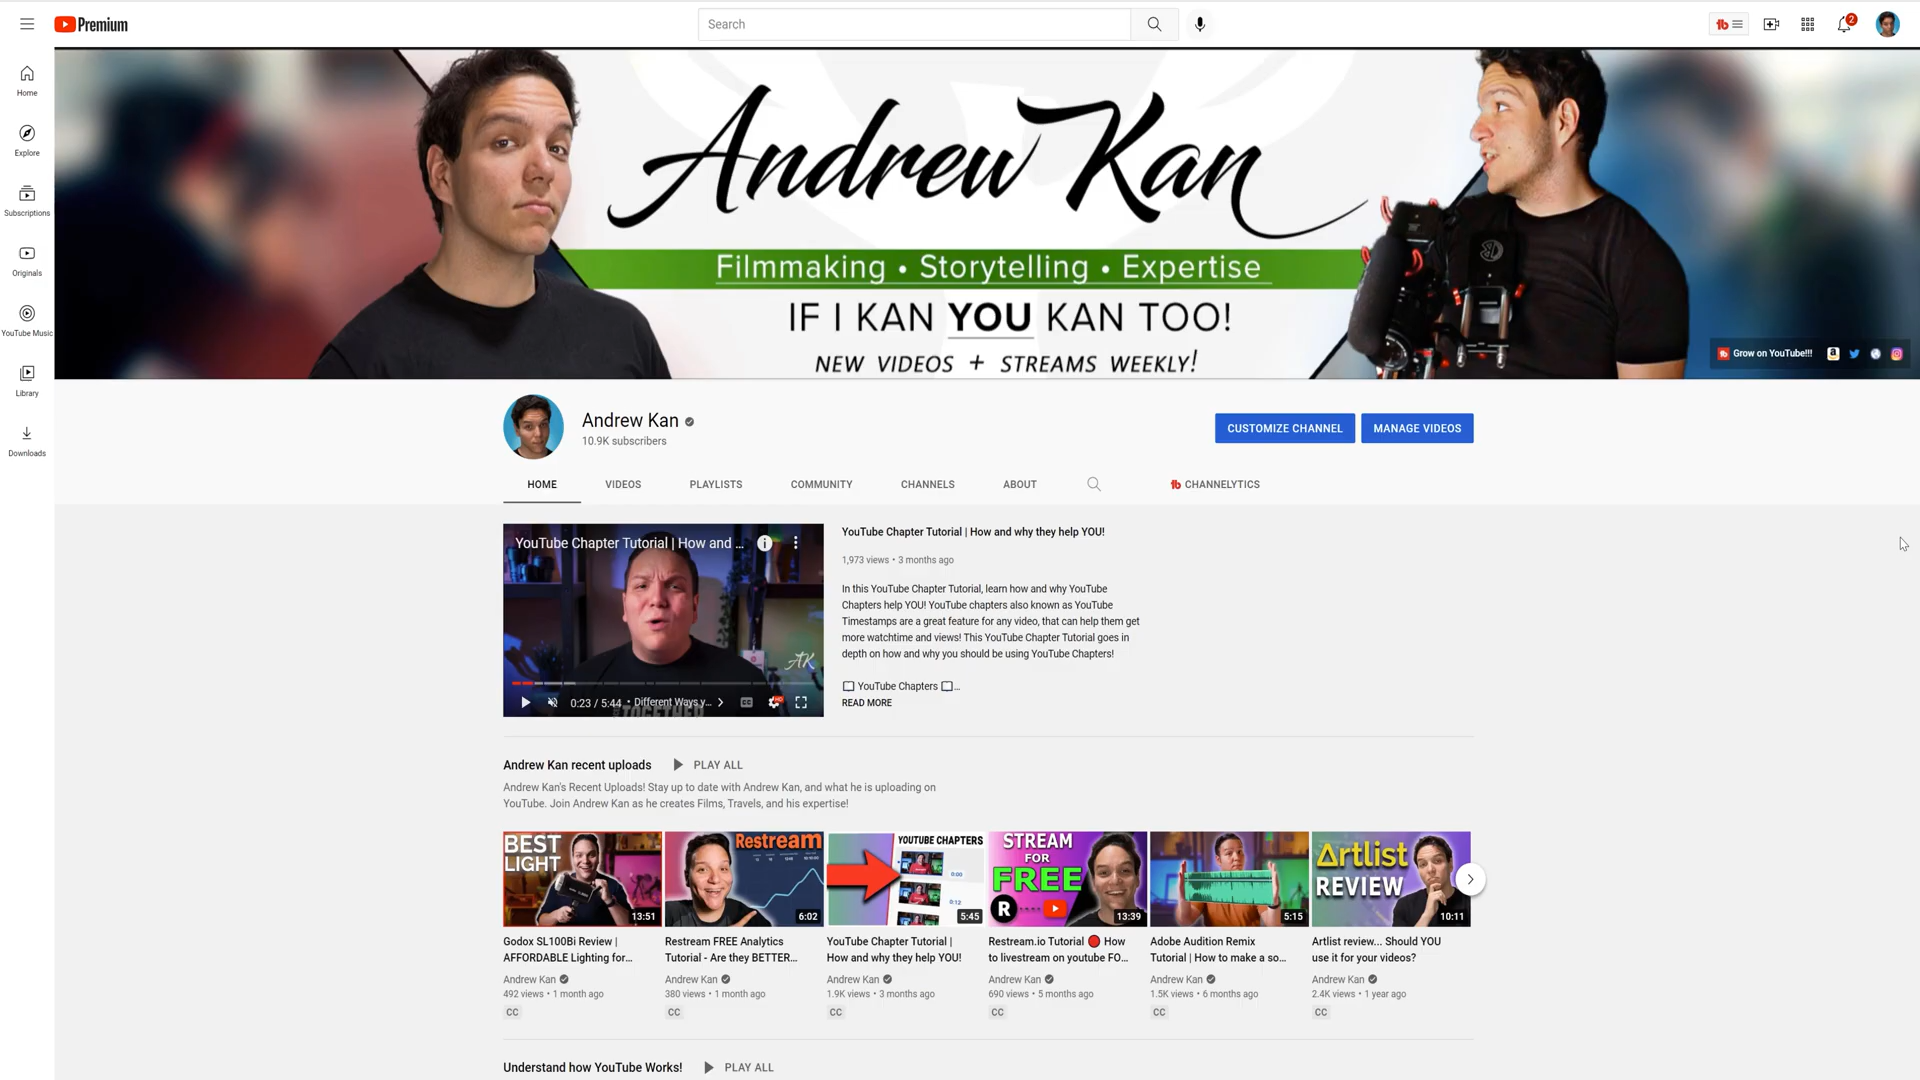 Premium
Search
2
Home
Explore
Subscriptions
Originals
YouTube Music
Library
Downloads
Andrew Kan
Filmmaking • Storytelling • Expertise
IF I KAN YOU KAN TOO!
NEW VIDEOS + STREAMS WEEKLY!
Grow on YouTube!!!
Andrew Kan
10.9K subscribers
CUSTOMIZE CHANNEL
MANAGE VIDEOS
HOME
VIDEOS
PLAYLISTS
COMMUNITY
CHANNELS
ABOUT
CHANNELYTICS
YouTube Chapter Tutorial | How and ...
AK
0:23 / 5:44 • Different Ways y...
YouTube Chapter Tutorial | How and why they help YOU!
1,973 views • 3 months ago
In this YouTube Chapter Tutorial, learn how and why YouTube
Chapters help YOU! YouTube chapters also known as YouTube
Timestamps are a great feature for any video, that can help them get
more watchtime and views! This YouTube Chapter Tutorial goes in
depth on how and why you should be using YouTube Chapters!
YouTube Chapters ...
READ MORE
Andrew Kan recent uploads
PLAY ALL
Andrew Kan's Recent Uploads! Stay up to date with Andrew Kan, and what he is uploading on
YouTube. Join Andrew Kan as he creates Films, Travels, and his expertise!
BEST
LIGHT
13:51
Godox SL100Bi Review |
AFFORDABLE Lighting for...
Andrew Kan
492 views • 1 month ago
CC
Restream
6:02
Restream FREE Analytics
Tutorial - Are they BETTER...
Andrew Kan
380 views • 1 month ago
CC
YOUTUBE CHAPTERS
0:00
0:12
5:45
YouTube Chapter Tutorial |
How and why they help YOU!
Andrew Kan
1.9K views • 3 months ago
CC
STREAM
FOR
FREE
R
13:39
Restream.io Tutorial 🔴 How
to livestream on youtube FO...
Andrew Kan
690 views • 5 months ago
CC
5:15
Adobe Audition Remix
Tutorial | How to make a so...
Andrew Kan
1.5K views • 6 months ago
CC
Artlist
REVIEW
10:11
Artlist review... Should YOU
use it for your videos?
Andrew Kan
2.4K views • 1 year ago
CC
Understand how YouTube Works!
PLAY ALL